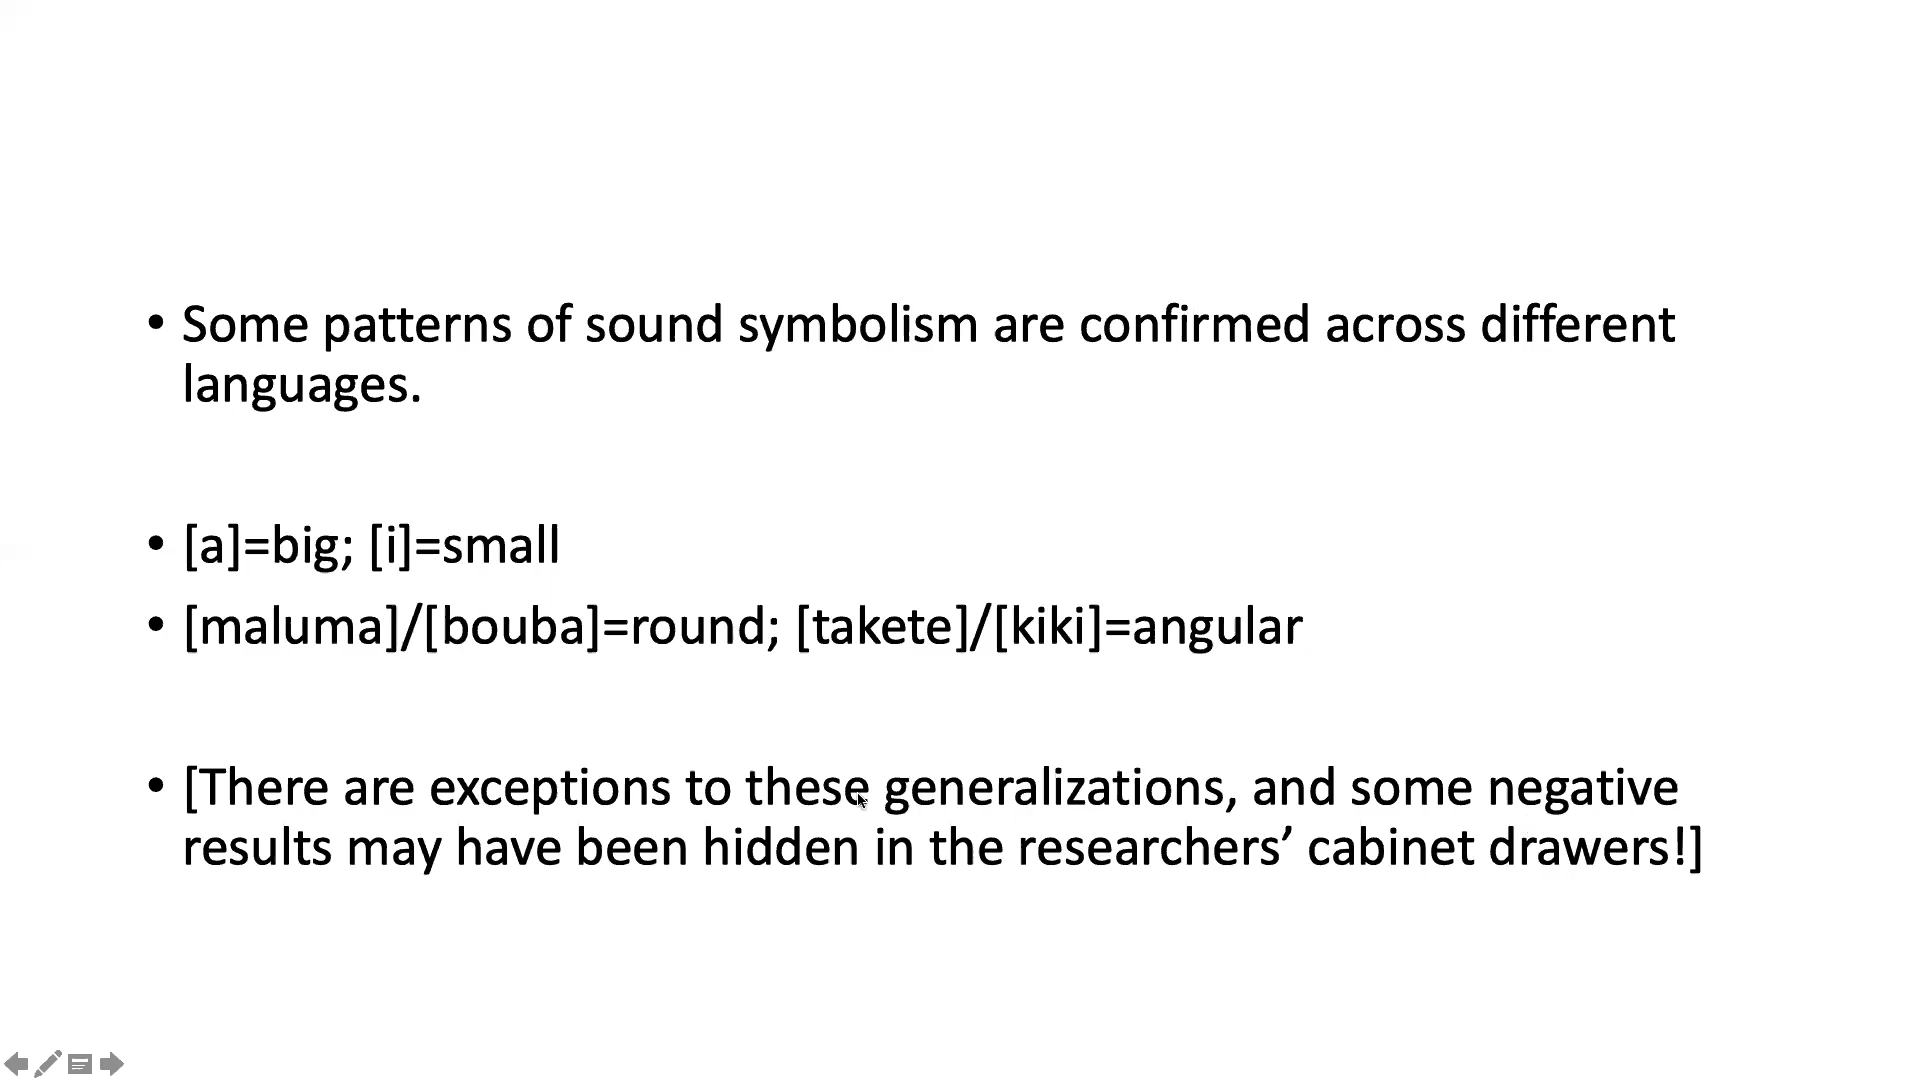 • Some patterns of sound symbolism are confirmed across different
languages.
• [a]=big; [i]=small
• [maluma]/[bouba]=round; [takete]/[kiki]=angular
• [There are exceptions to these generalizations, and some negative
results may have been hidden in the researchers’ cabinet drawers!]